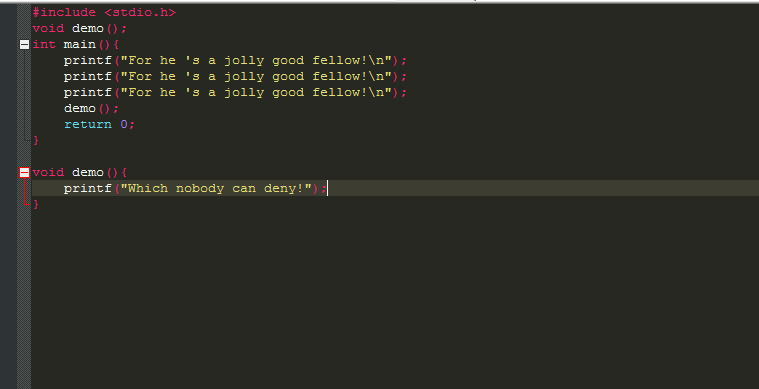 #include <stdio.h>
void demo();
int main(){
    printf("For he 's a jolly good fellow!\n");
    printf("For he 's a jolly good fellow!\n");
    printf("For he 's a jolly good fellow!\n");
    demo();
    return 0;
}

void demo(){
    printf("Which nobody can deny!");
}